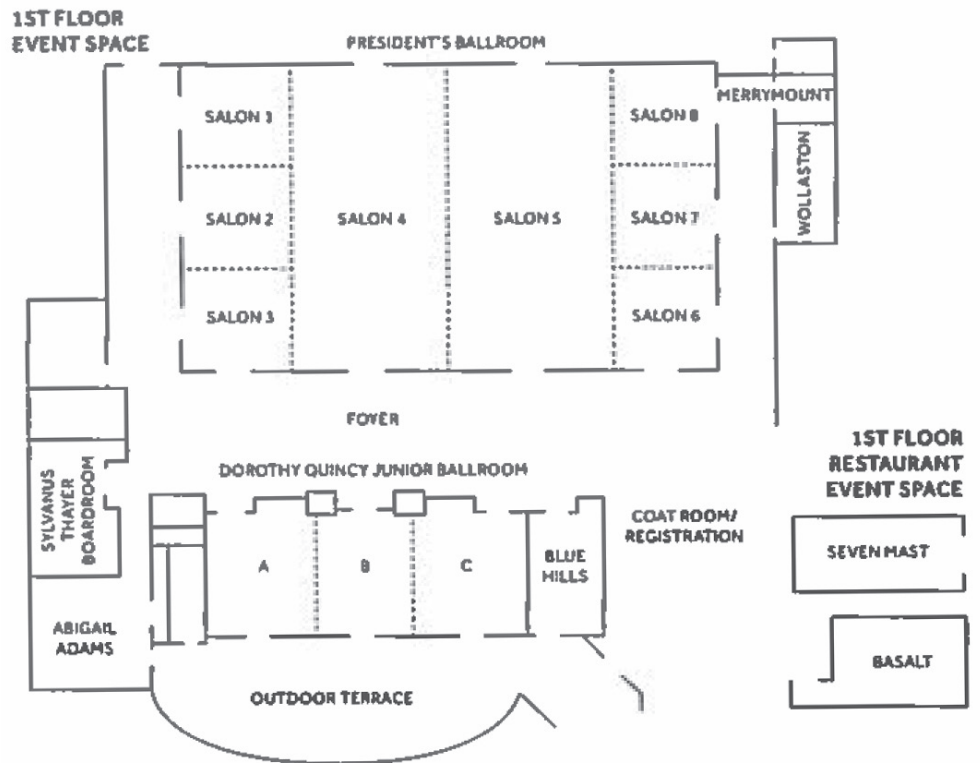 1ST FLOOR
EVENT SPACE
PRESIDENT'S BALLROOM
SALON 1
SALON 2
SALON 3
SALON 4
SALON 5
SALON 8
SALON 7
SALON 6
MERRYMOUNT
WOLLASTON
FOYER
DOROTHY QUINCY JUNIOR BALLROOM
SYLVANUS
THAYER
BOARDROOM
A
B
C
BLUE
HILLS
COAT ROOM/
REGISTRATION
ABIGAIL
ADAMS
OUTDOOR TERRACE
1ST FLOOR
RESTAURANT
EVENT SPACE
SEVEN MAST
BASALT